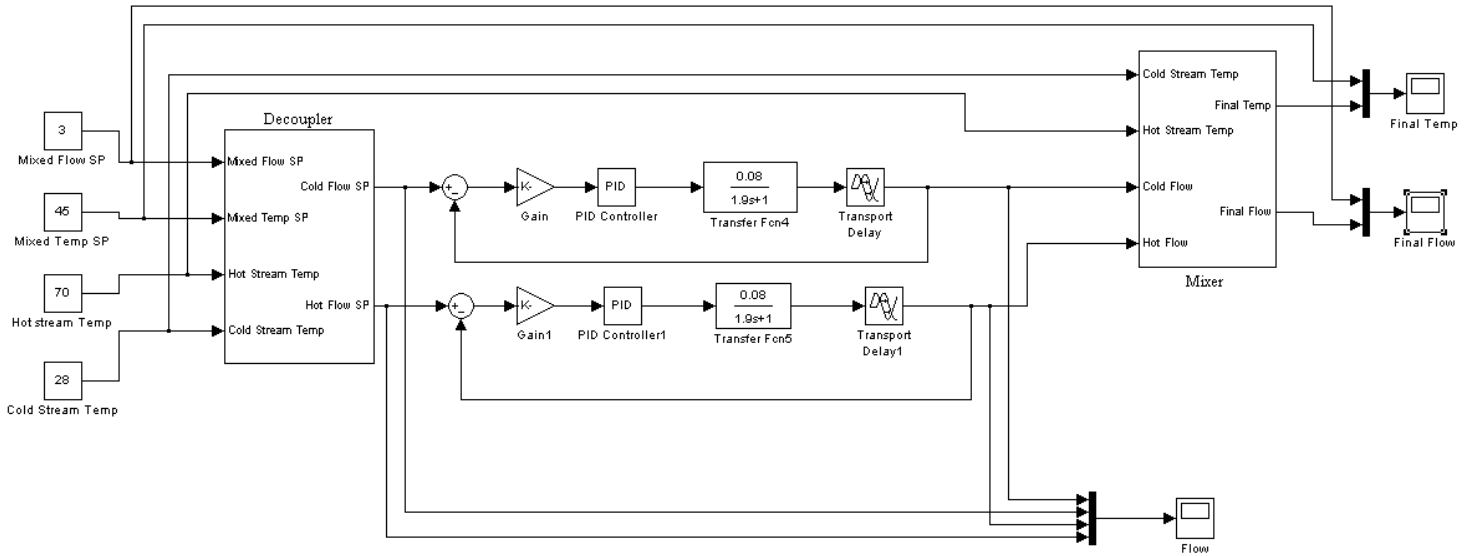 3
Mixed Flow SP
45
Mixed Temp SP
70
Hot stream Temp
28
Cold Stream Temp
Decoupler
Mixed Flow SP
Cold Flow SP
Mixed Temp SP
Hot Stream Temp
Hot Flow SP
Cold Stream Temp
+
−
K-
Gain
PID
PID Controller
0.08
1.9s+1
Transfer Fcn4
Transport
Delay
+
−
K-
Gain1
PID
PID Controller1
0.08
1.9s+1
Transfer Fcn5
Transport
Delay1
Cold Stream Temp
Final Temp
Hot Stream Temp
Cold Flow
Final Flow
Hot Flow
Mixer
Final Temp
Final Flow
Flow